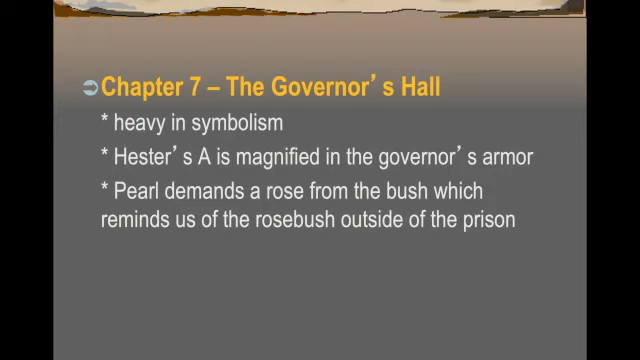 Chapter 7 – The Governor’s Hall
* heavy in symbolism
* Hester’s A is magnified in the governor’s armor
* Pearl demands a rose from the bush which
reminds us of the rosebush outside of the prison